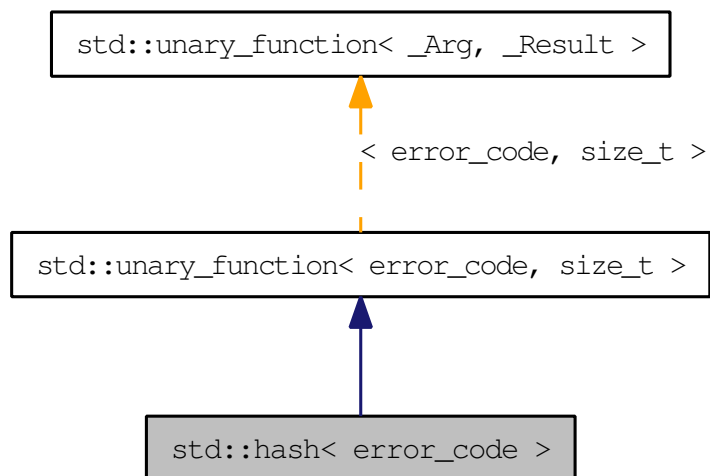 std::unary_function< _Arg, _Result >
< error_code, size_t >
std::unary_function< error_code, size_t >
std::hash< error_code >